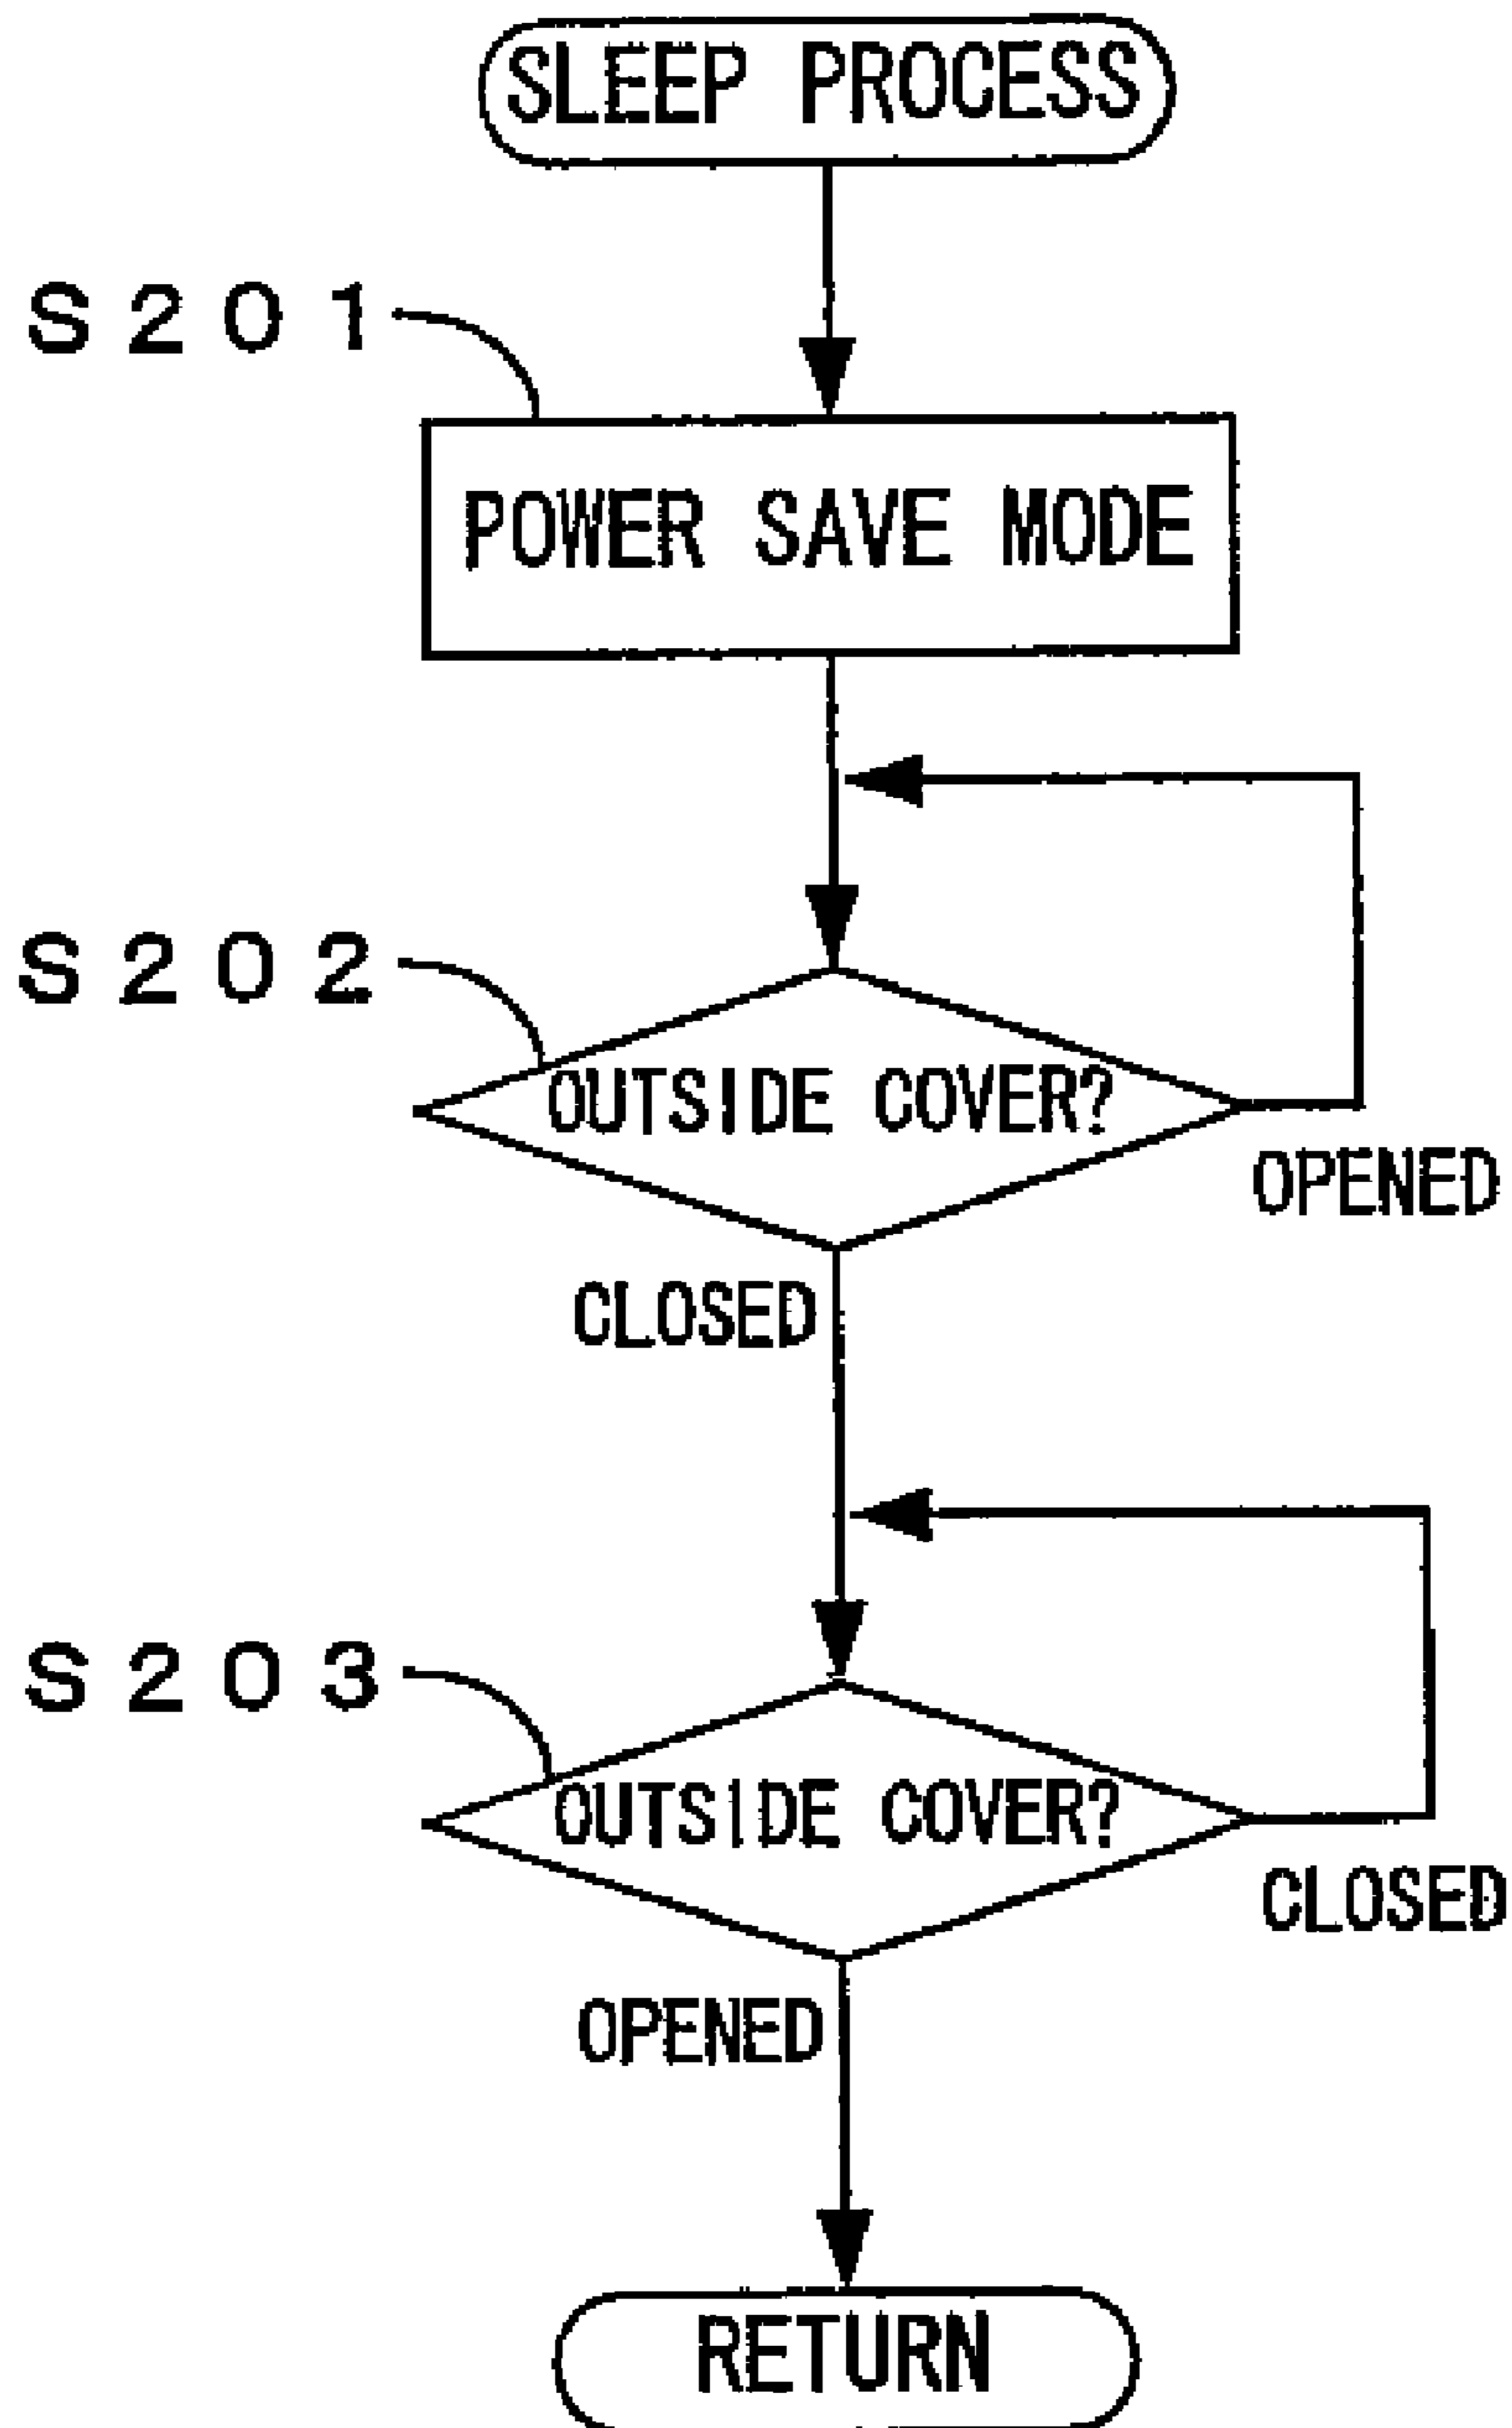 SLEEP PROCESS
S201
POWER SAVE MODE
S202
OUTSIDE COVER?
OPENED
CLOSED
S203
OUTSIDE COVER?
CLOSED
OPENED
RETURN